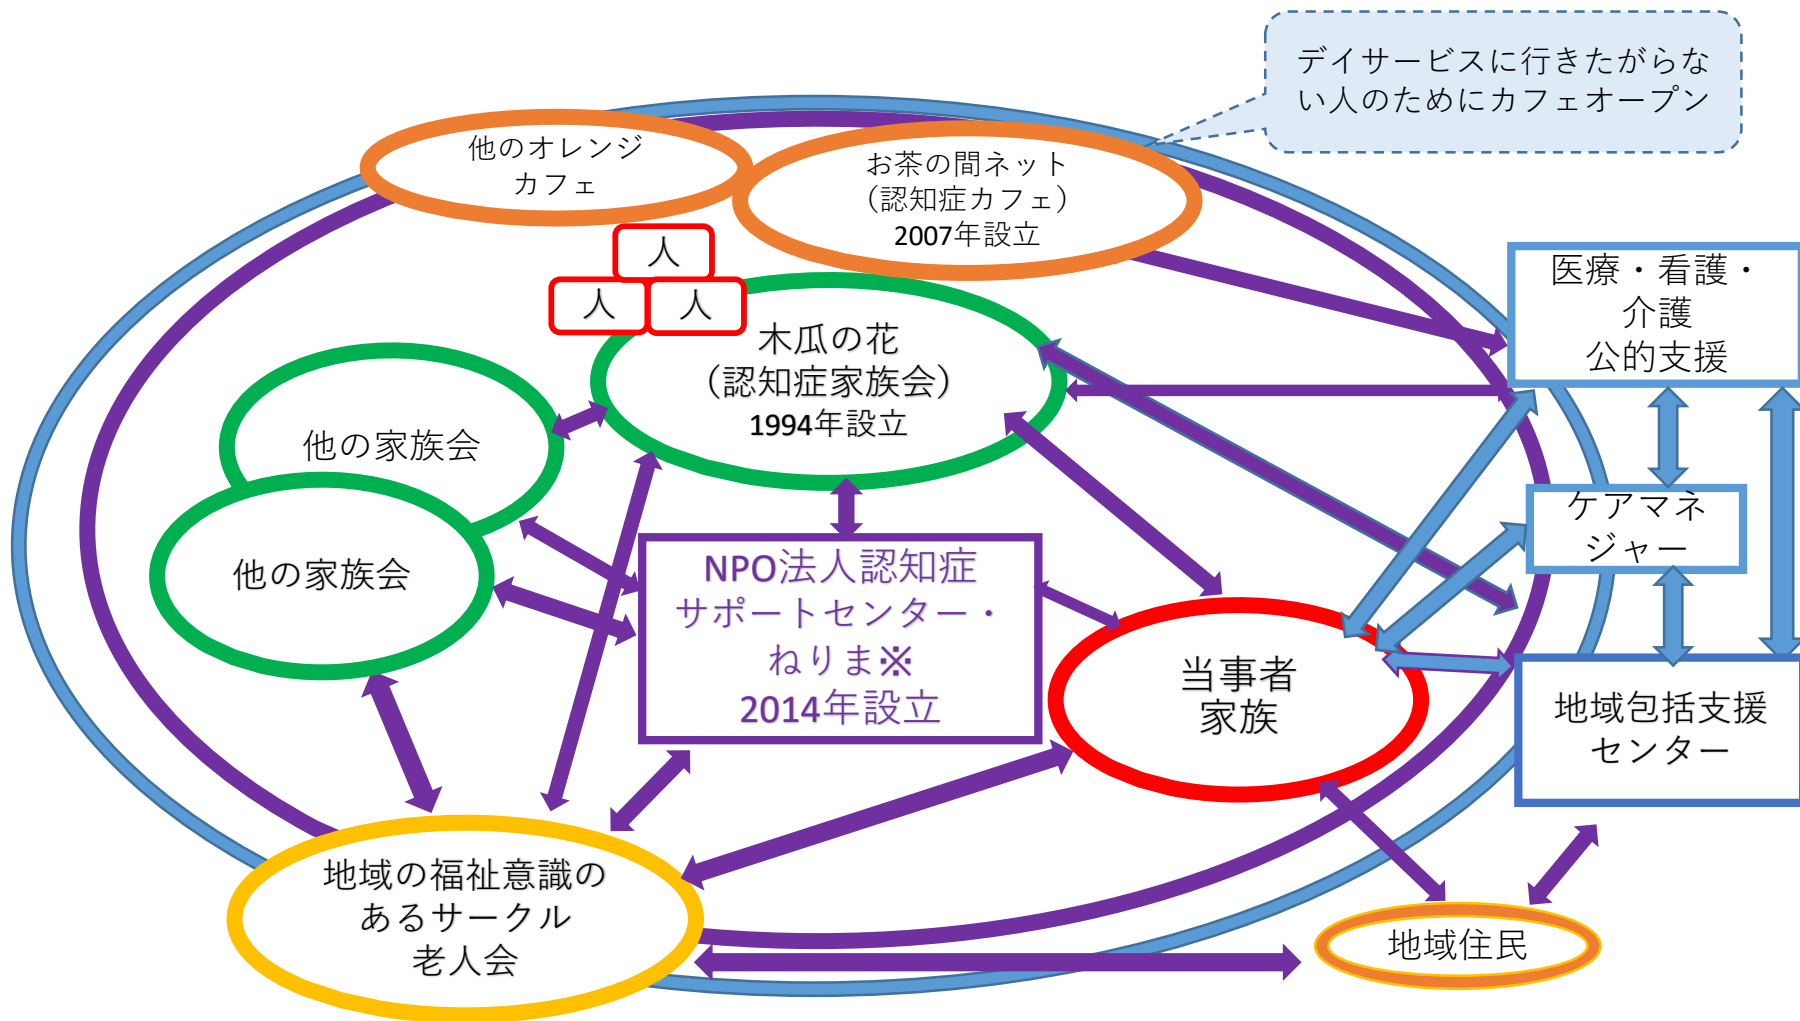 デイサービスに行きたがらな
い人のためにカフェオープン
他のオレンジ
カフェ
お茶の間ネット
（認知症カフェ）
2007年設立
人
人
人
医療・看護・
介護
公的支援
木瓜の花
（認知症家族会）
1994年設立
他の家族会
ケアマネ
ジャー
他の家族会
NPO法人認知症
サポートセンター・
ねりま※
2014年設立
当事者
家族
地域包括支援
センター
地域の福祉意識の
あるサークル
老人会
地域住民